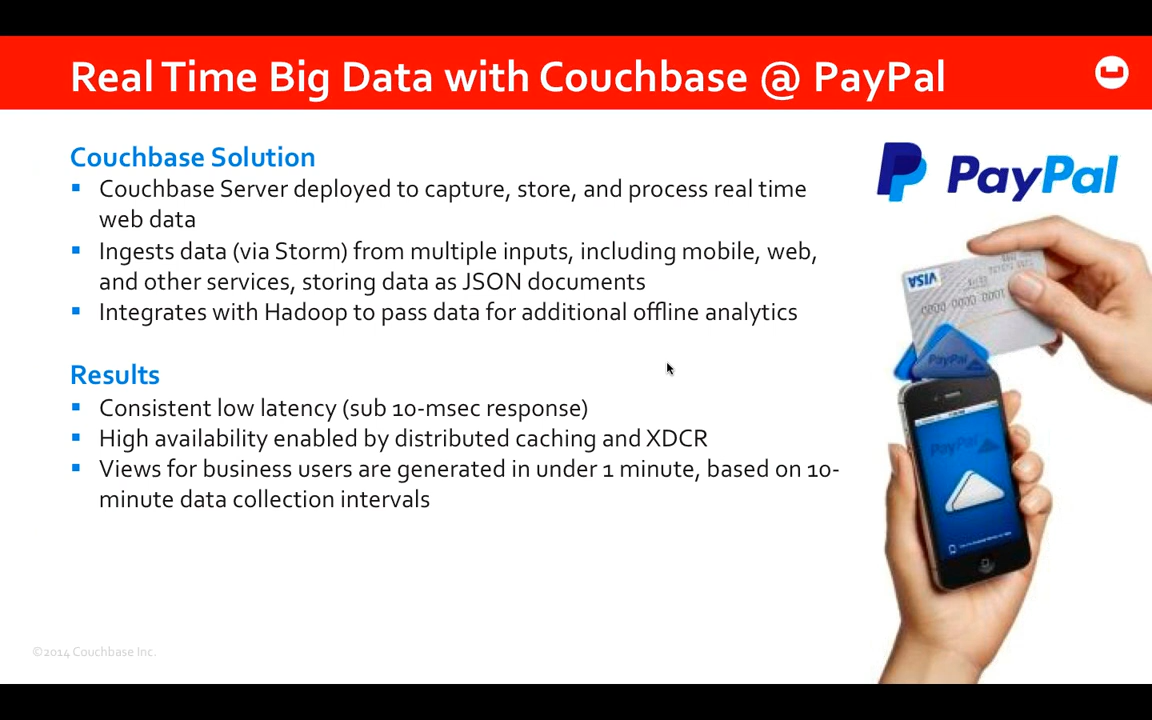 Real Time Big Data with Couchbase @ PayPal
Couchbase Solution
Couchbase Server deployed to capture, store, and process real time
web data
Ingests data (via Storm) from multiple inputs, including mobile, web,
and other services, storing data as JSON documents
Integrates with Hadoop to pass data for additional offline analytics
Results
Consistent low latency (sub 10-msec response)
High availability enabled by distributed caching and XDCR
Views for business users are generated in under 1 minute, based on 10-
minute data collection intervals
PayPal
VISA
PayPal
PayPal
©2014 Couchbase Inc.